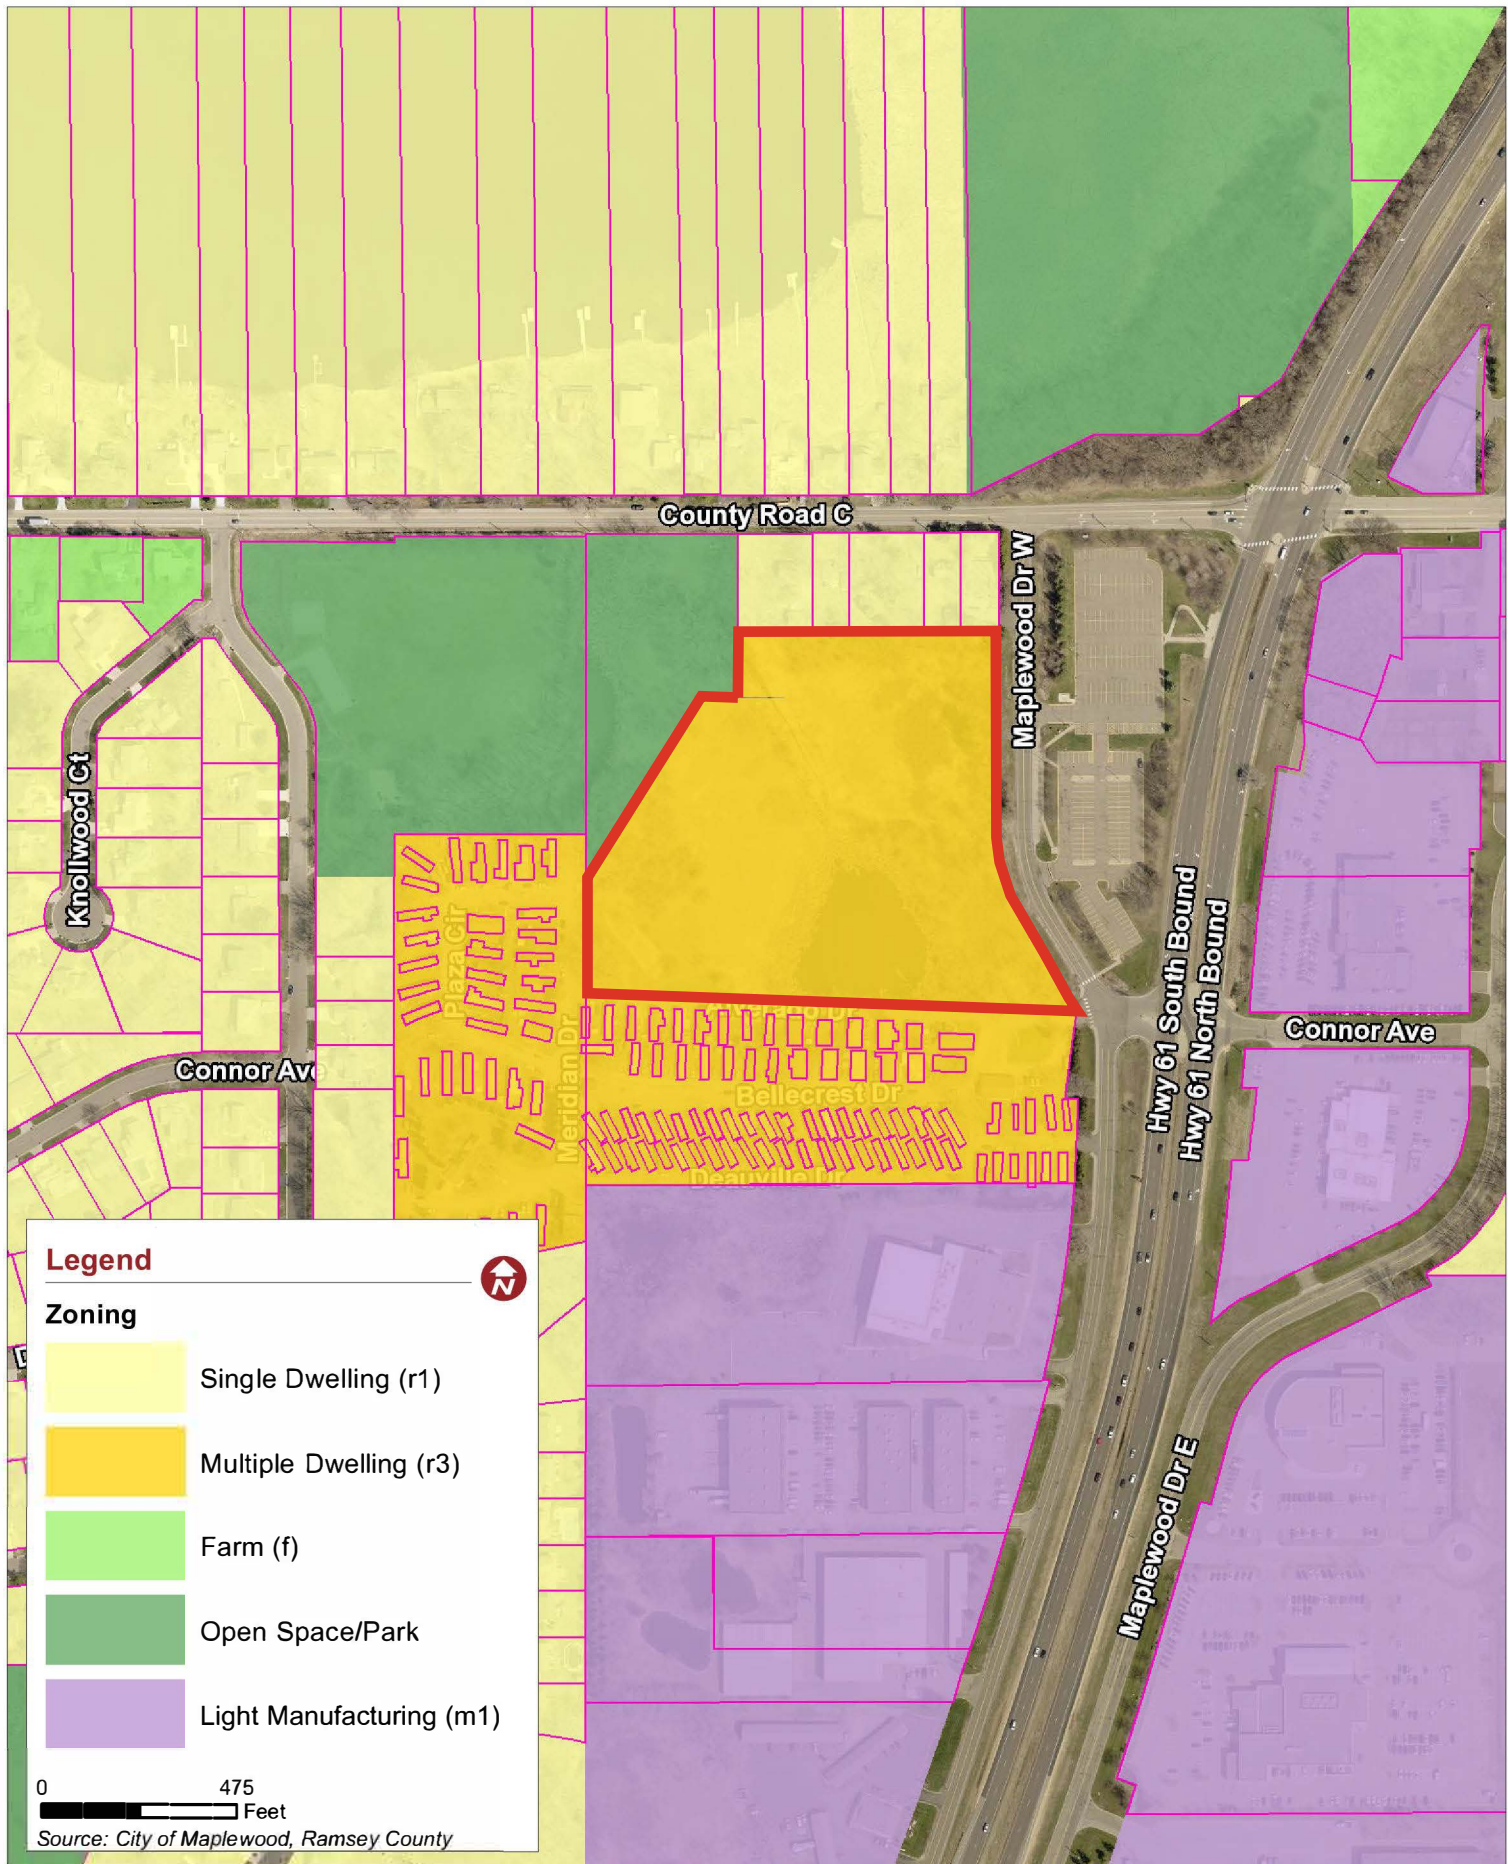 County Road C
Maplewood Dr W
Knollwood Ct
Plaza Cir
Hwy 61 South Bound
Hwy 61 North Bound
Alverado Dr
Connor Ave
Connor Ave
Meridian Dr
Bellecrest Dr
Deauville Dr
Legend
N
Zoning
Single Dwelling (r1)
Multiple Dwelling (r3)
Farm (f)
Open Space/Park
Light Manufacturing (m1)
Maplewood Dr E
0 475
Feet
Source: City of Maplewood, Ramsey County